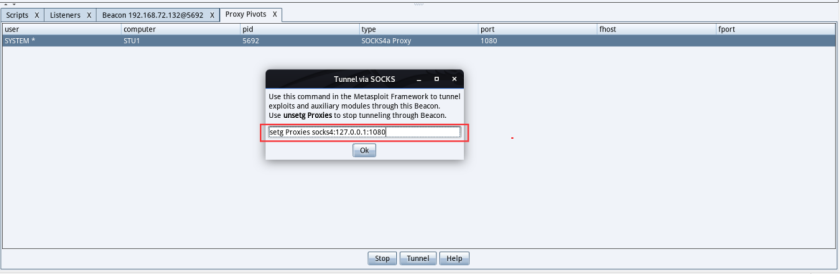 Scripts X Listeners X Beacon 192.168.72.132@5692 X Proxy Pivots X
user computer pid type port fhost fport
SYSTEM * STU1 5692 SOCKS4a Proxy 1080
Tunnel via SOCKS
Use this command in the Metasploit Framework to tunnel
exploits and auxiliary modules through this Beacon.
Use unsetg Proxies to stop tunneling through Beacon.
setg Proxies socks4:127.0.0.1:1080
Ok
Stop Tunnel Help